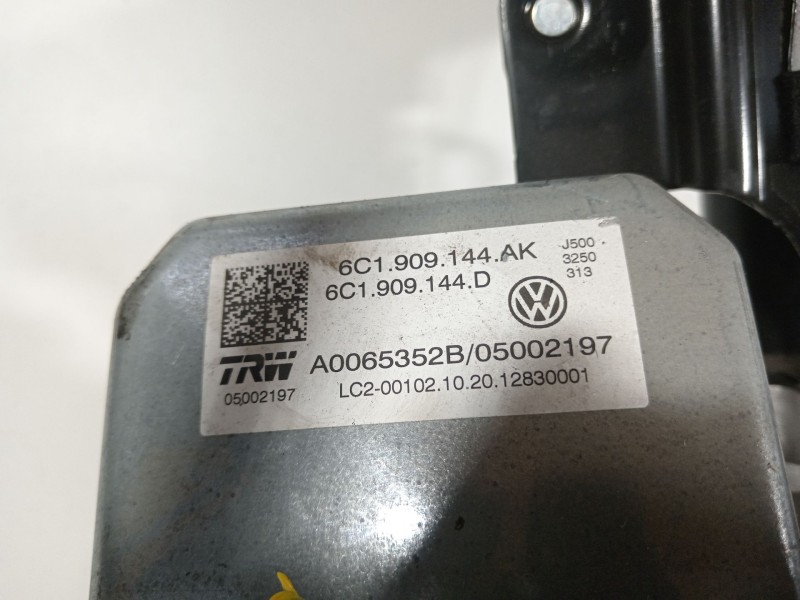 6C1.909.144.AK
6C1.909.144.D
J500
3250
313
TRW
05002197
A0065352B/05002197
LC2-00102.10.20.12830001